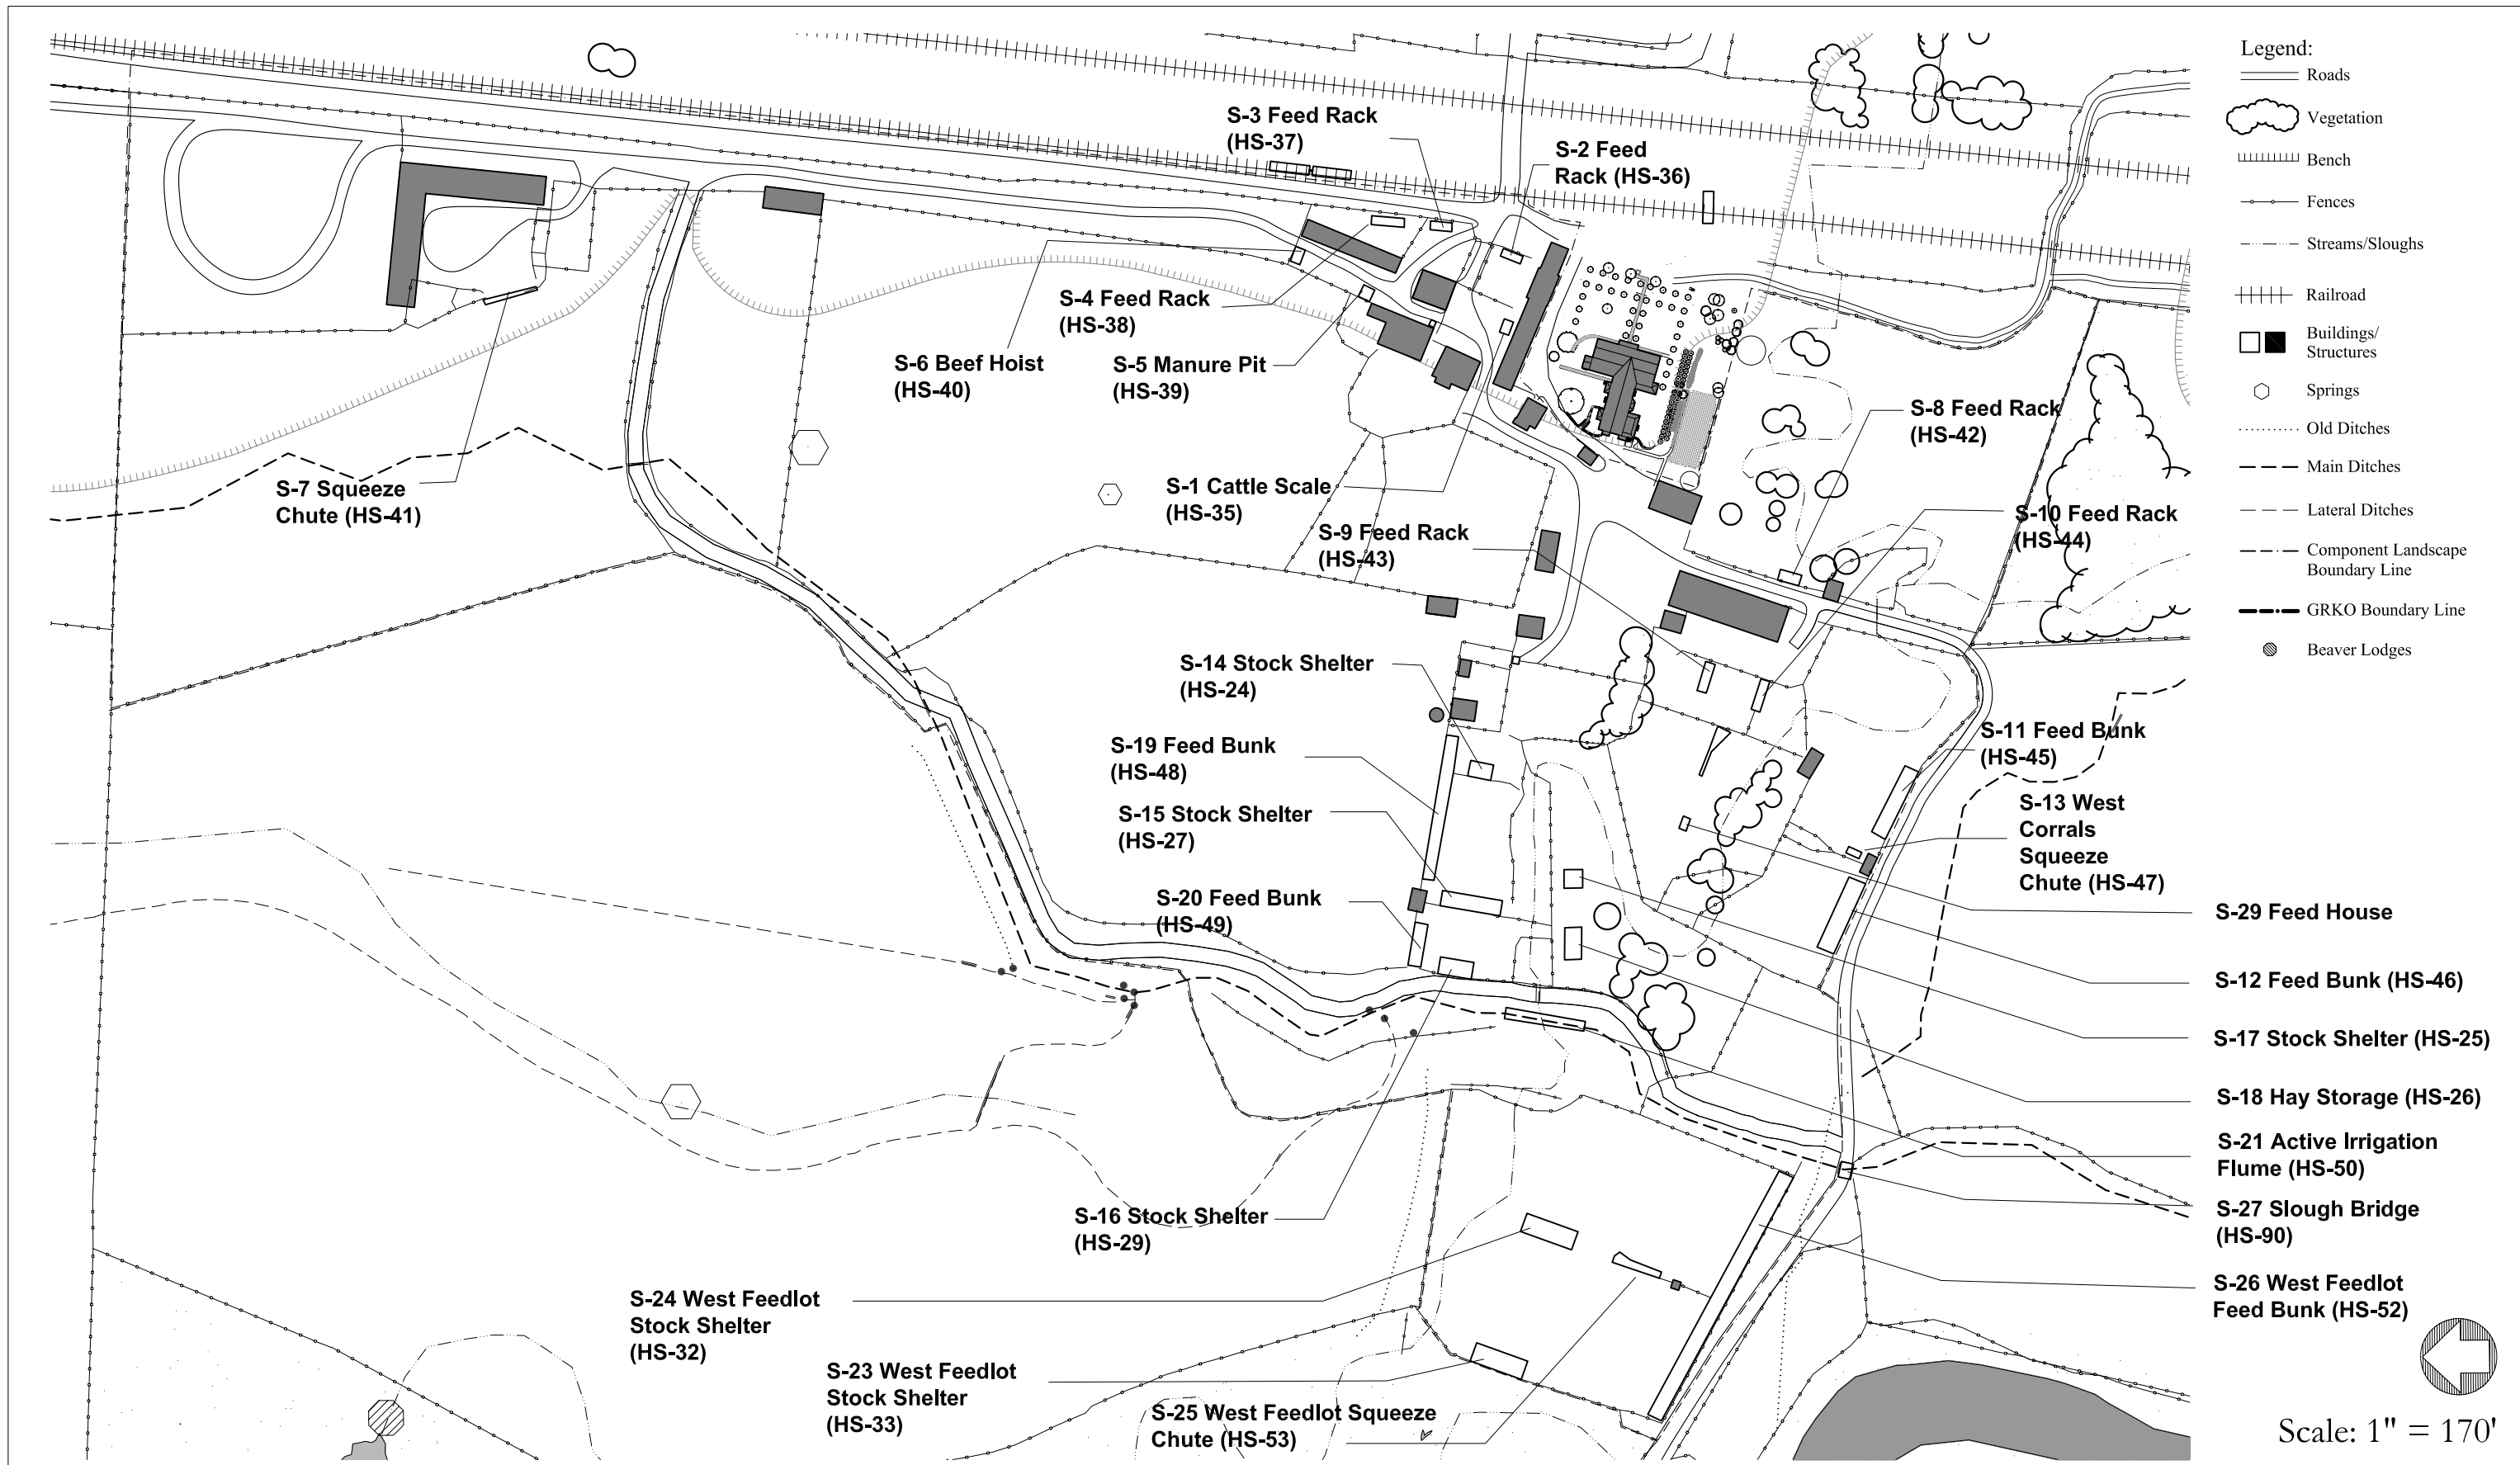 Legend:
Roads
Vegetation
Bench
Fences
Streams/Sloughs
Railroad
Buildings/
Structures
Springs
Old Ditches
Main Ditches
Lateral Ditches
Component Landscape
Boundary Line
GRKO Boundary Line
Beaver Lodges
S-3 Feed Rack
(HS-37)
S-2 Feed
Rack (HS-36)
S-4 Feed Rack
(HS-38)
S-6 Beef Hoist
(HS-40)
S-5 Manure Pit
(HS-39)
S-8 Feed Rack
(HS-42)
S-7 Squeeze
Chute (HS-41)
S-1 Cattle Scale
(HS-35)
S-9 Feed Rack
(HS-43)
S-10 Feed Rack
(HS-44)
S-14 Stock Shelter
(HS-24)
S-11 Feed Bunk
(HS-45)
S-19 Feed Bunk
(HS-48)
S-13 West
Corrals
Squeeze
Chute (HS-47)
S-15 Stock Shelter
(HS-27)
S-20 Feed Bunk
(HS-49)
S-29 Feed House
S-12 Feed Bunk (HS-46)
S-17 Stock Shelter (HS-25)
S-18 Hay Storage (HS-26)
S-21 Active Irrigation
Flume (HS-50)
S-27 Slough Bridge
(HS-90)
S-16 Stock Shelter
(HS-29)
S-26 West Feedlot
Feed Bunk (HS-52)
S-24 West Feedlot
Stock Shelter
(HS-32)
S-23 West Feedlot
Stock Shelter
(HS-33)
S-25 West Feedlot Squeeze
Chute (HS-53)
Scale: 1" = 170'